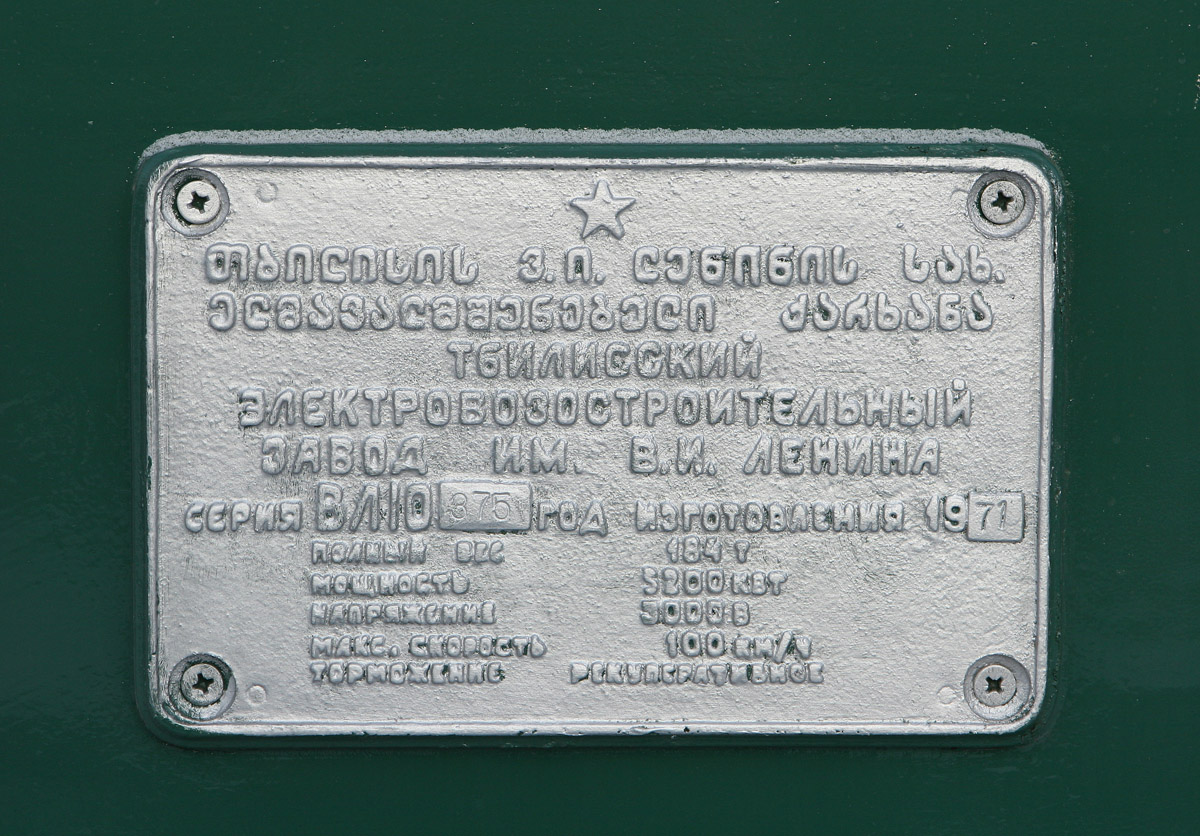 თბილისის ვ.ი. ლენინის სახ.
ელმავალმშენებელი ქარხანა
ТБИЛИССКИЙ
ЭЛЕКТРОВОЗОСТРОИТЕЛЬНЫЙ
ЗАВОД ИМ. В.И. ЛЕНИНА
СЕРИЯ ВЛ10 375 ГОД ИЗГОТОВЛЕНИЯ 1971
ПОЛНЫЙ ВЕС 184 Т
МОЩНОСТЬ 5200 КВТ
НАПРЯЖЕНИЕ 3000 В
МАКС. СКОРОСТЬ 100 КМ/Ч
ТОРМОЖЕНИЕ РЕКУПЕРАТИВНОЕ